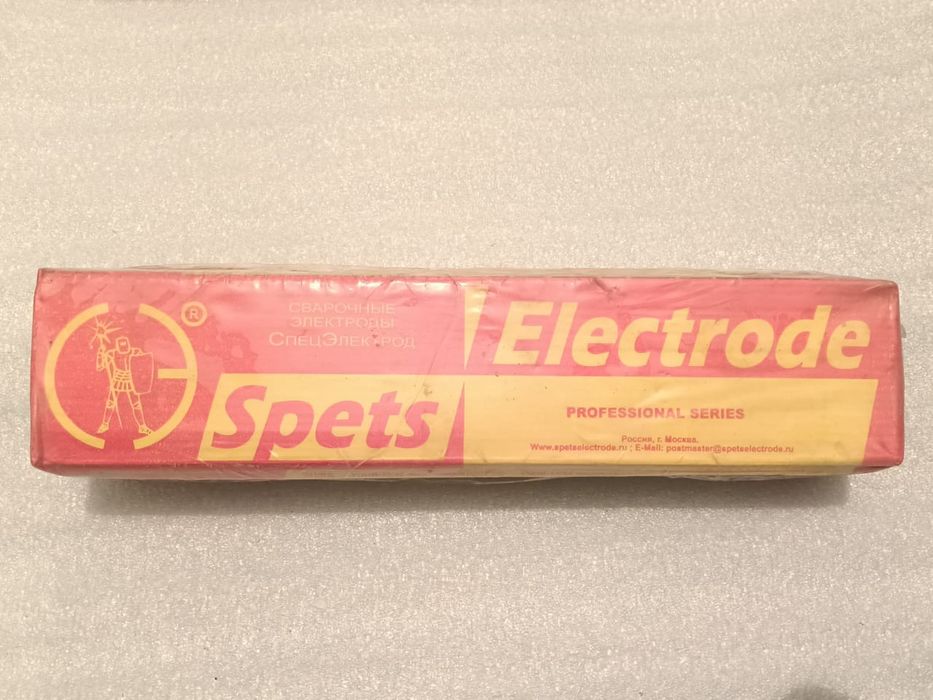 ®
СВАРОЧНЫЕ
ЭЛЕКТРОДЫ
СПЕЦЭЛЕКТРОД
Spets
Electrode
PROFESSIONAL SERIES
Россия, г. Москва.
Www.spetselectrode.ru ; E-Mail: postmaster@spetselectrode.ru